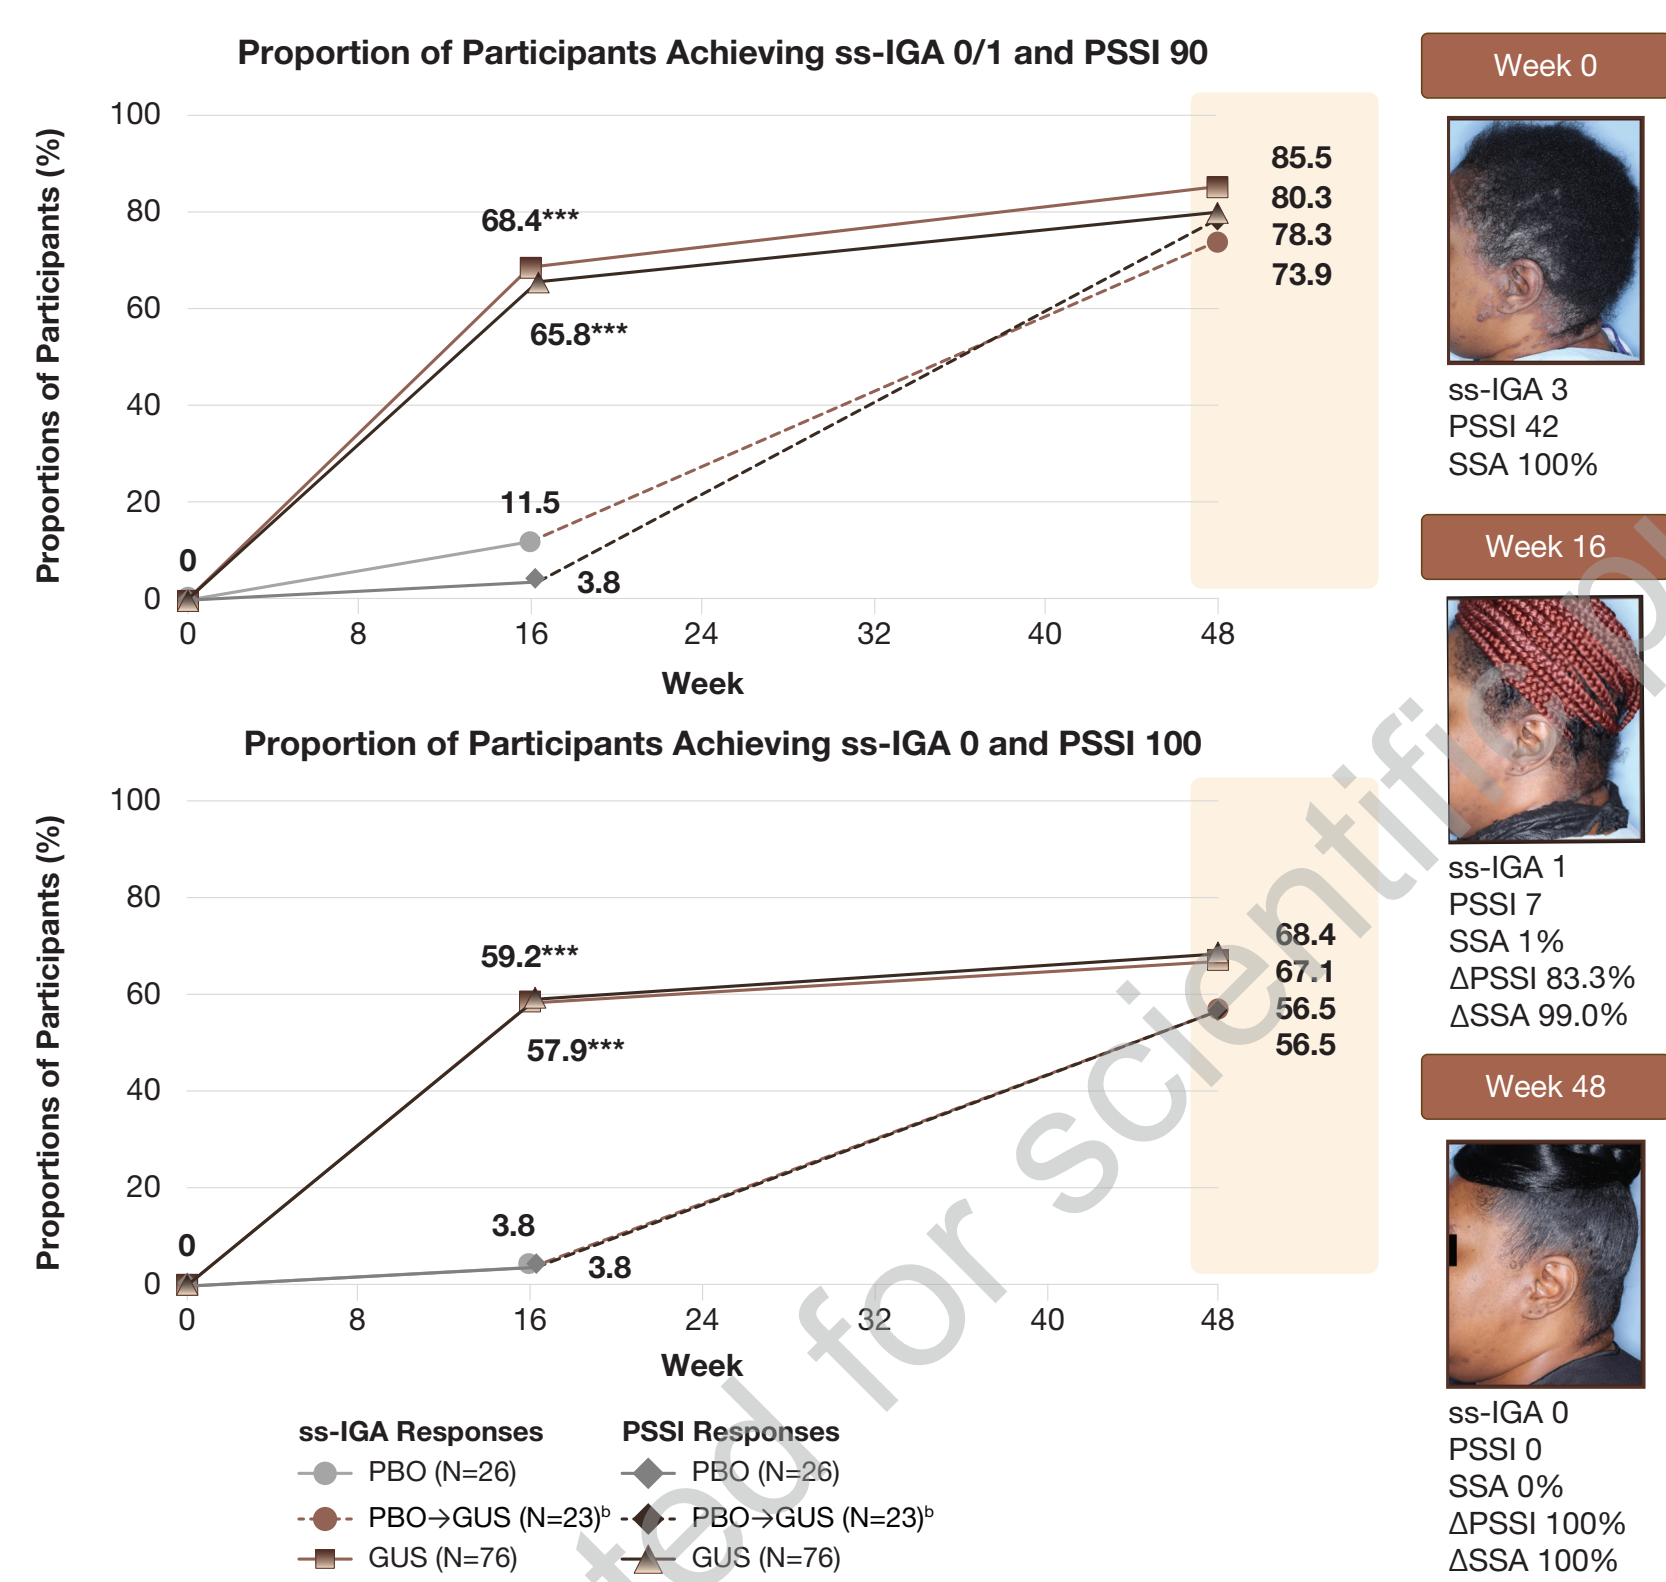 Proportion of Participants Achieving ss-IGA 0/1 and PSSI 90
Proportions of Participants (%)
100
80
60
40
20
0
0
68.4***
65.8***
11.5
3.8
85.5
80.3
78.3
73.9
0
8
16
24
32
40
48
Week
Proportion of Participants Achieving ss-IGA 0 and PSSI 100
Proportions of Participants (%)
100
80
60
40
20
0
0
59.2***
57.9***
3.8
3.8
68.4
67.1
56.5
56.5
0
8
16
24
32
40
48
Week
ss-IGA Responses
PBO (N=26)
PBO→GUS (N=23)ᵇ
GUS (N=76)
PSSI Responses
PBO (N=26)
PBO→GUS (N=23)ᵇ
GUS (N=76)
Week 0
ss-IGA 3
PSSI 42
SSA 100%
Week 16
ss-IGA 1
PSSI 7
SSA 1%
ΔPSSI 83.3%
ΔSSA 99.0%
Week 48
ss-IGA 0
PSSI 0
SSA 0%
ΔPSSI 100%
ΔSSA 100%
for scientific